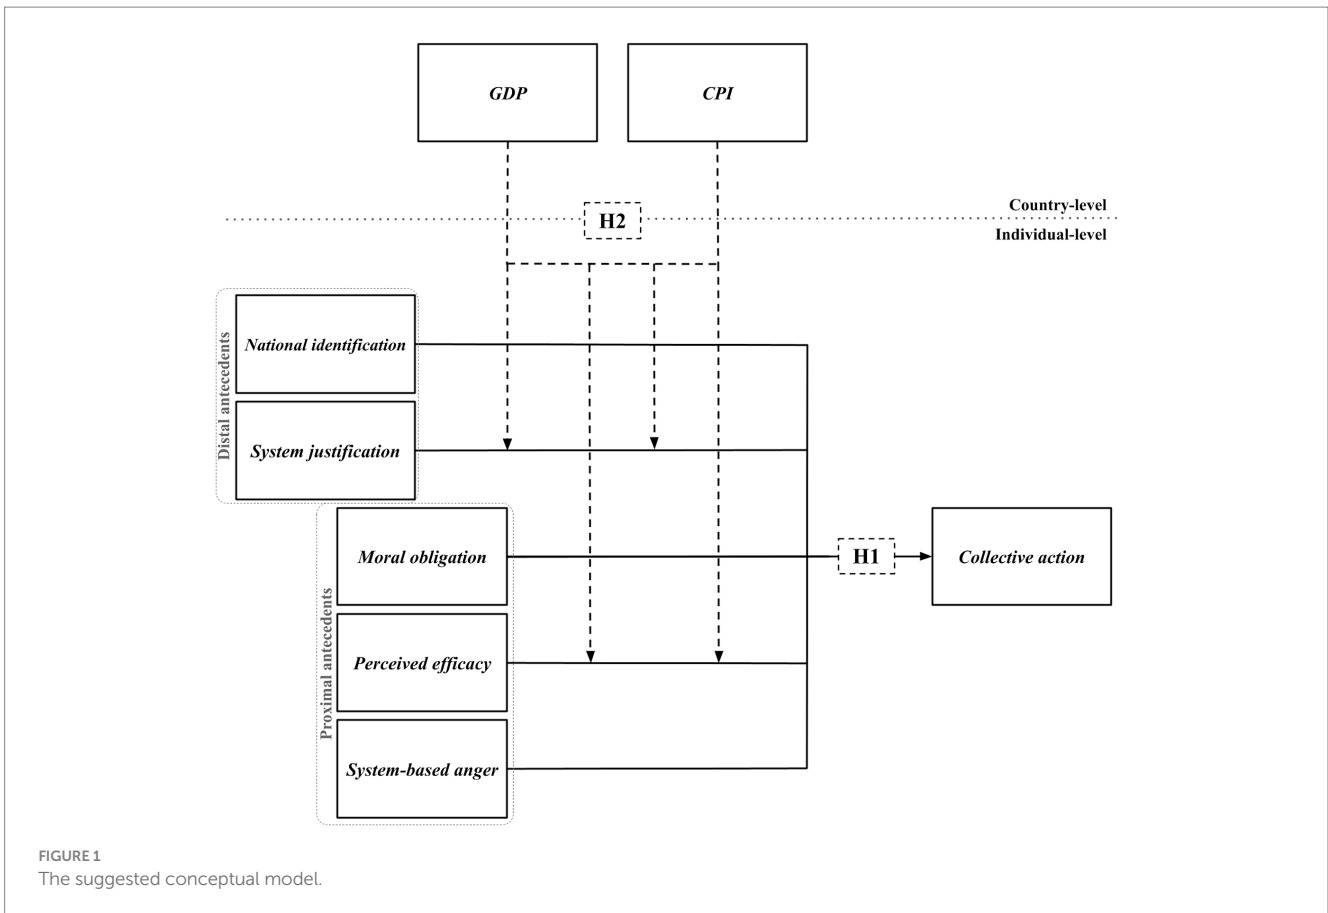 GDP
CPI
Country-level
H2
Individual-level
Distal antecedents
National identification
System justification
Proximal antecedents
Moral obligation
H1
Collective action
Perceived efficacy
System-based anger
FIGURE 1
The suggested conceptual model.